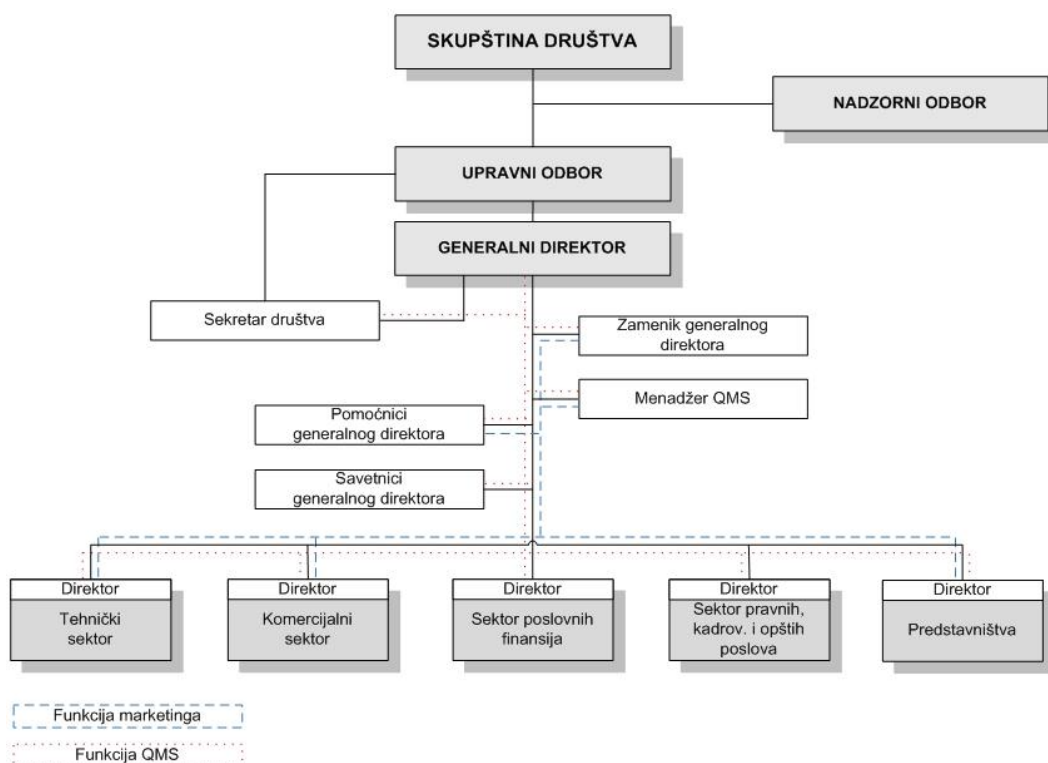 SKUPŠTINA DRUŠTVA
NADZORNI ODBOR
UPRAVNI ODBOR
GENERALNI DIREKTOR
Sekretar društva
Zamenik generalnog
direktora
Menadžer QMS
Pomoćnici
generalnog direktora
Savetnici
generalnog direktora
Direktor
Tehnički
sektor
Direktor
Komercijalni
sektor
Direktor
Sektor poslovnih
finansija
Direktor
Sektor pravnih,
kadrov. i opštih
poslova
Direktor
Predstavništva
Funkcija marketinga
Funkcija QMS